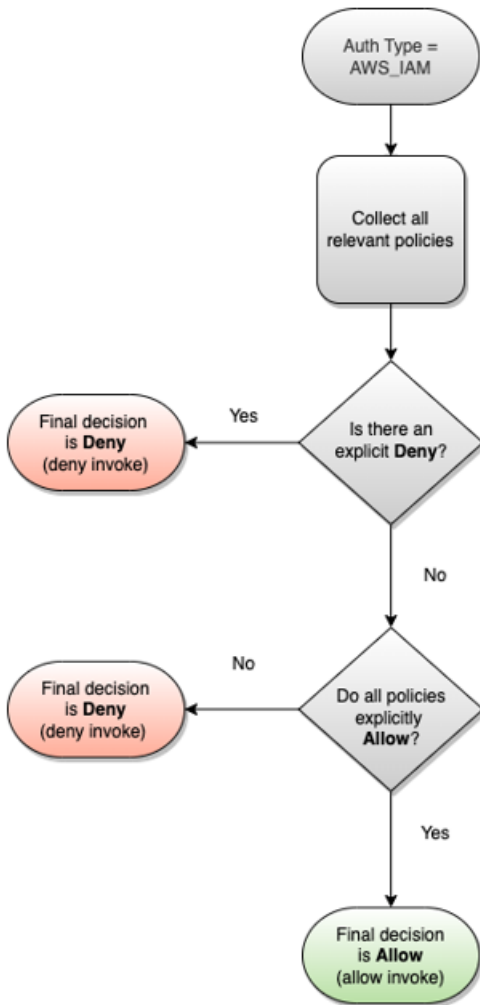 Auth Type =
AWS_IAM
Collect all
relevant policies
Is there an
explicit Deny?
Yes
Final decision
is Deny
(deny invoke)
No
Do all policies
explicitly
Allow?
No
Final decision
is Deny
(deny invoke)
Yes
Final decision
is Allow
(allow invoke)